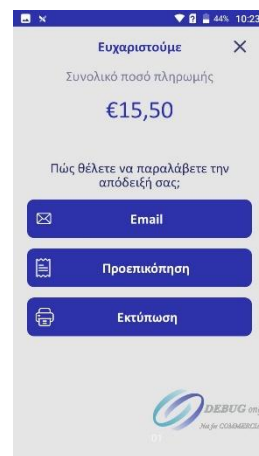 44% 10:23
Ευχαριστούμε
Συνολικό ποσό πληρωμής
€15,50
Πώς θέλετε να παραλάβετε την
απόδειξή σας;
Email
Προεπικόπηση
Εκτύπωση
DEBUG
Not for COMMERCIAL